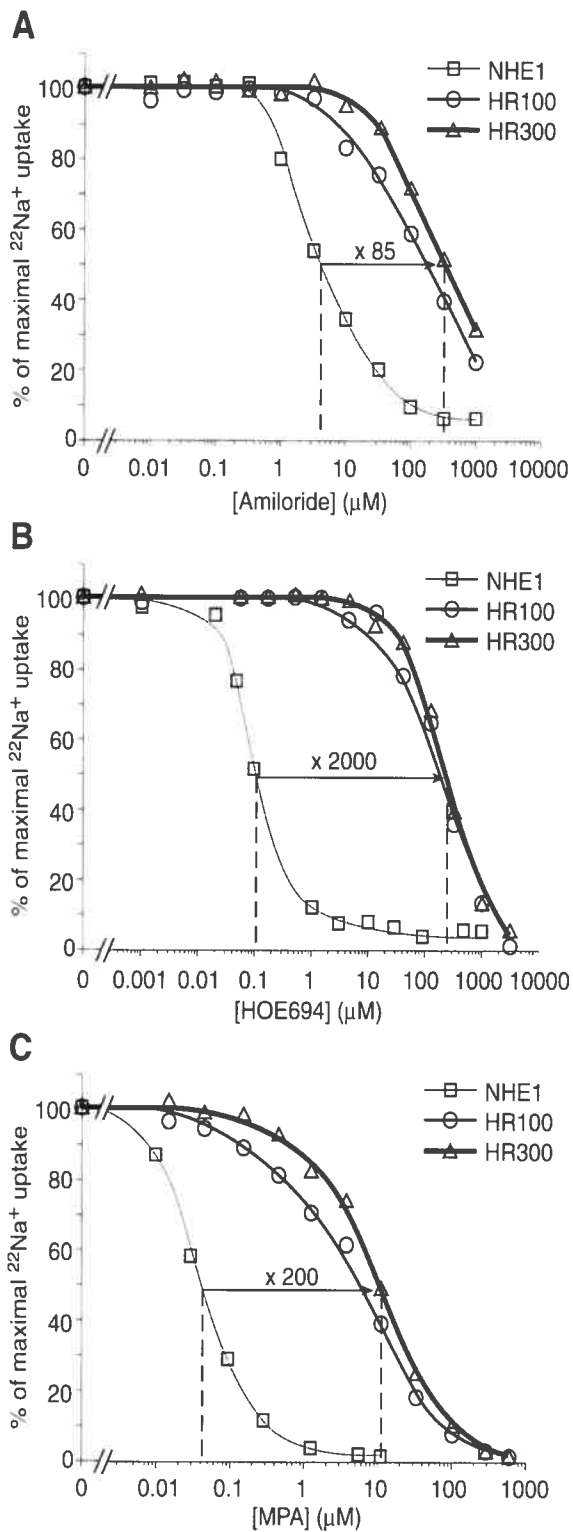 A
% of maximal ²²Na⁺ uptake
100
80
60
40
20
0
NHE1
HR100
HR300
x 85
0 0.01 0.1 1 10 100 1000 10000
[Amiloride] (μM)
B
% of maximal ²²Na⁺ uptake
100
80
60
40
20
0
NHE1
HR100
HR300
x 2000
0 0.001 0.01 0.1 1 10 100 1000 10000
[HOE694] (μM)
C
% of maximal ²²Na⁺ uptake
100
80
60
40
20
0
NHE1
HR100
HR300
x 200
0 0.01 0.1 1 10 100 1000
[MPA] (μM)